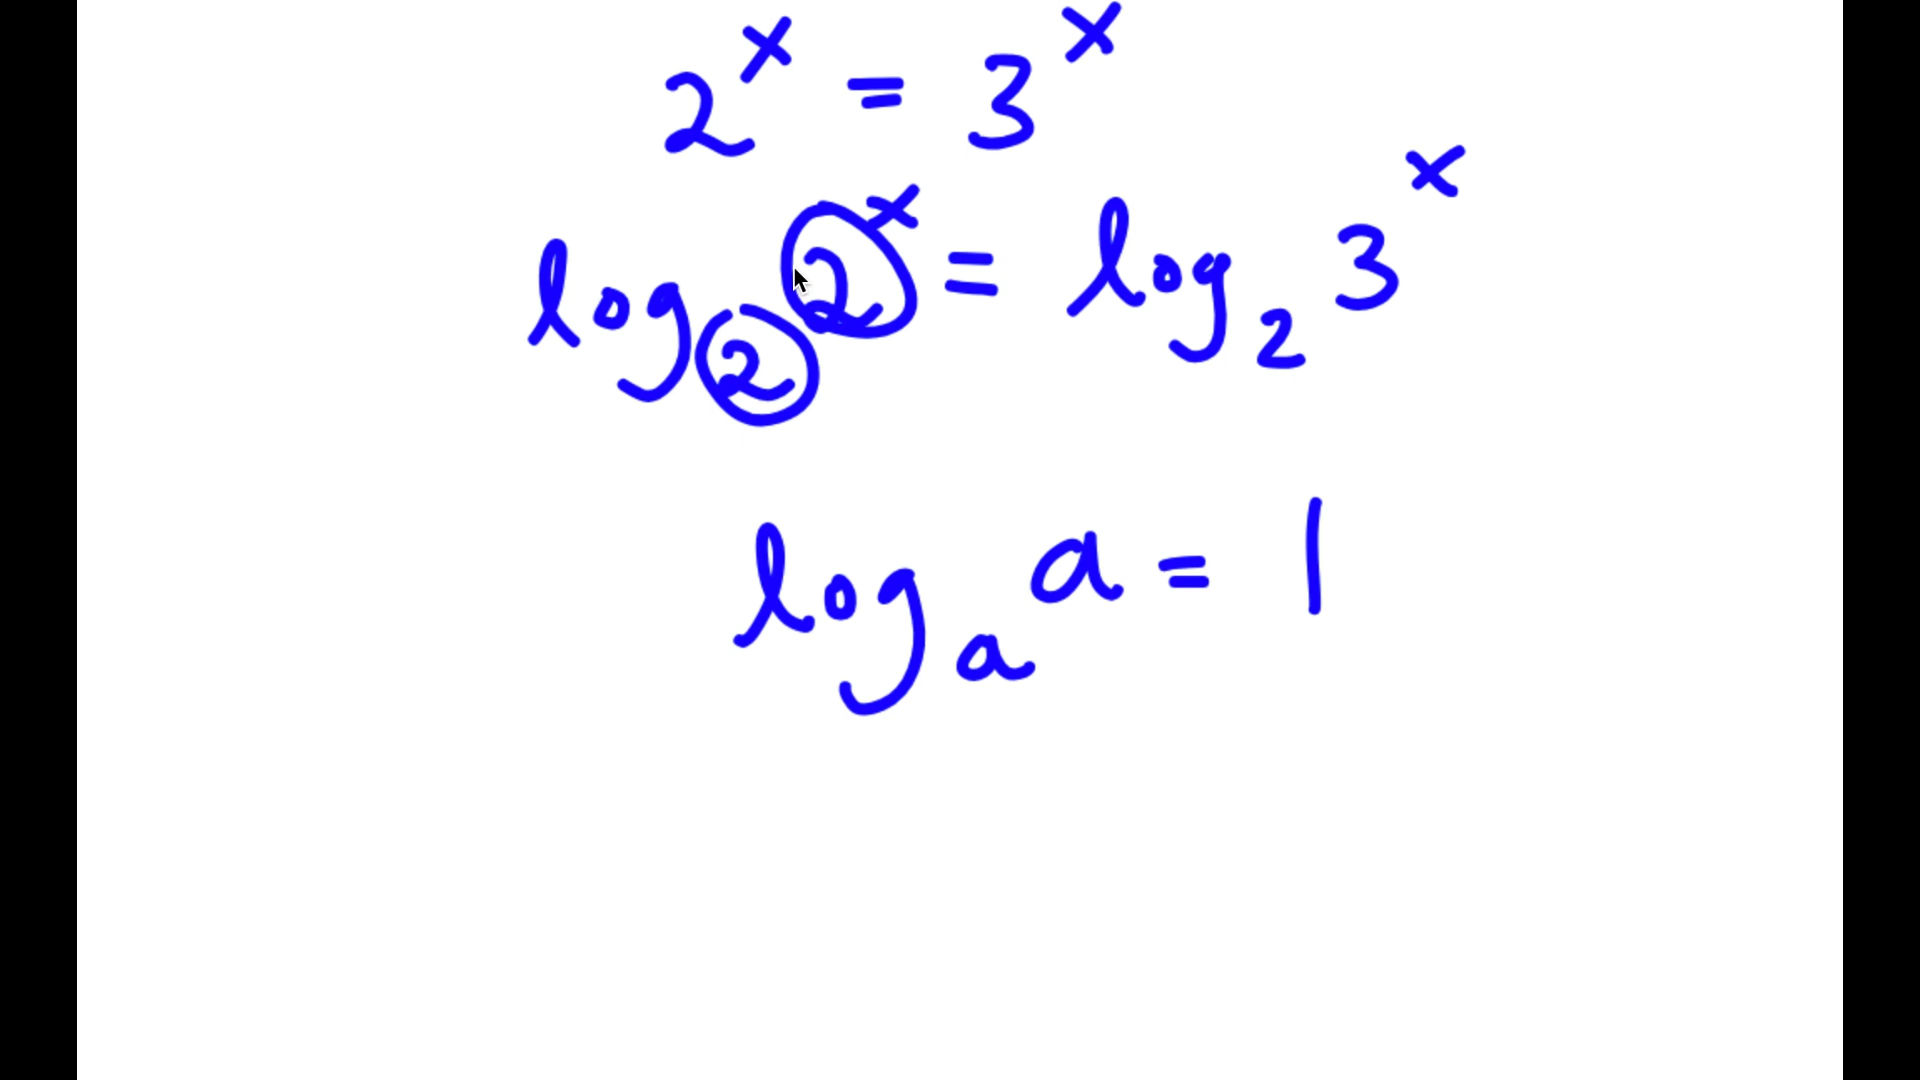 2^x = 3^x
log_2 2^x = log_2 3^x
log_a a = 1